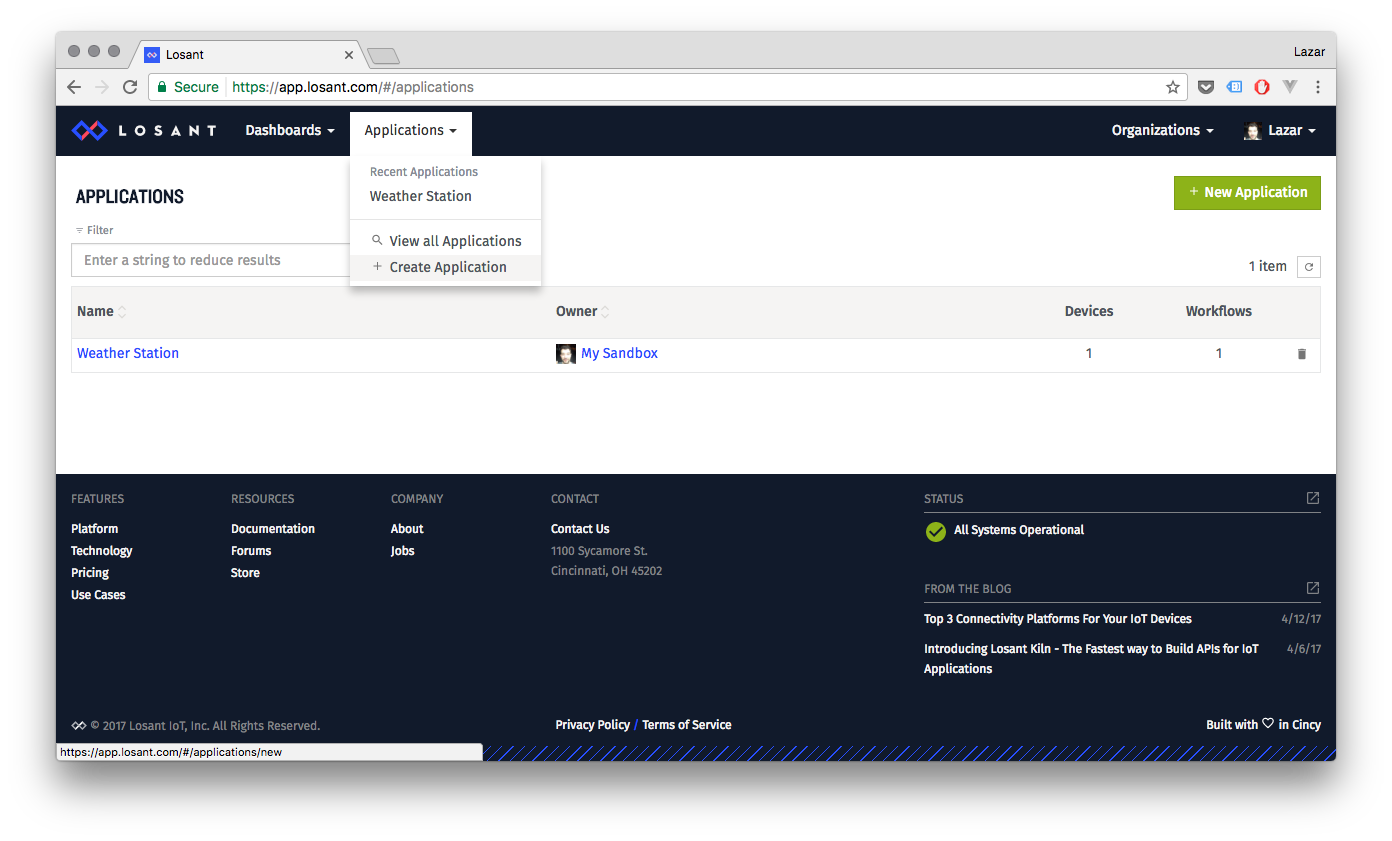 Losant
Lazar
Secure https://app.losant.com/#/applications
LOSANT Dashboards Applications Organizations Lazar
Recent Applications
Weather Station
View all Applications
+ Create Application
APPLICATIONS
+ New Application
Filter
Enter a string to reduce results
1 item
Name Owner Devices Workflows
Weather Station My Sandbox 1 1
FEATURES
Platform
Technology
Pricing
Use Cases
RESOURCES
Documentation
Forums
Store
COMPANY
About
Jobs
CONTACT
Contact Us
1100 Sycamore St.
Cincinnati, OH 45202
STATUS
All Systems Operational
FROM THE BLOG
Top 3 Connectivity Platforms For Your IoT Devices 4/12/17
Introducing Losant Kiln - The Fastest way to Build APIs for IoT 4/6/17
Applications
© 2017 Losant IoT, Inc. All Rights Reserved. Privacy Policy / Terms of Service Built with ♡ in Cincy
https://app.losant.com/#/applications/new